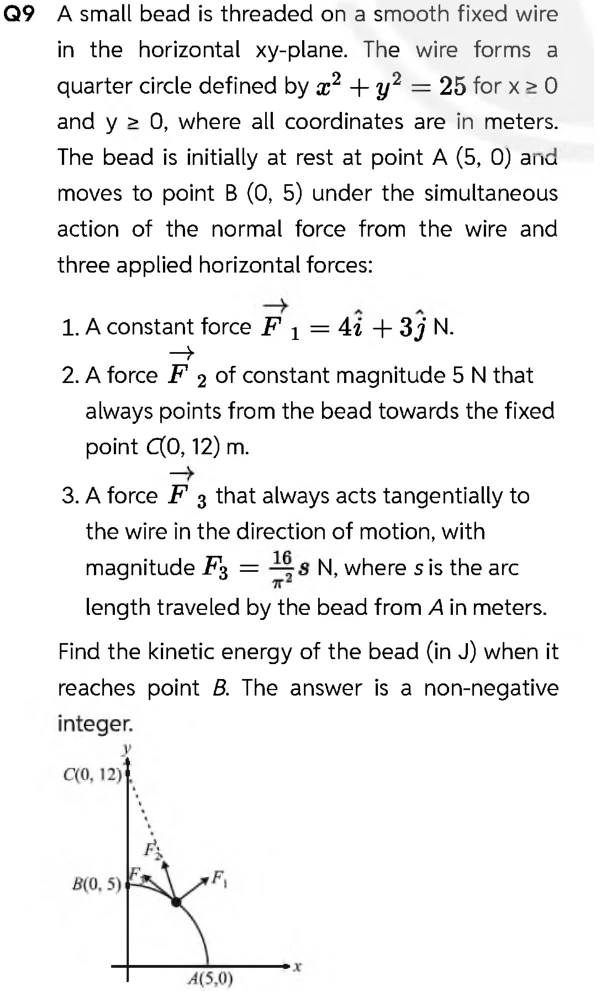 Q9 A small bead is threaded on a smooth fixed wire
in the horizontal xy-plane. The wire forms a
quarter circle defined by x² + y² = 25 for x ≥ 0
and y ≥ 0, where all coordinates are in meters.
The bead is initially at rest at point A (5, 0) and
moves to point B (0, 5) under the simultaneous
action of the normal force from the wire and
three applied horizontal forces:
1. A constant force F⃗ ₁ = 4î + 3ĵ N.
2. A force F⃗ ₂ of constant magnitude 5 N that
always points from the bead towards the fixed
point C(0, 12) m.
3. A force F⃗ ₃ that always acts tangentially to
the wire in the direction of motion, with
magnitude F₃ = 16/π² s N, where s is the arc
length traveled by the bead from A in meters.
Find the kinetic energy of the bead (in J) when it
reaches point B. The answer is a non-negative
integer.
y
C(0, 12)
F₂
B(0, 5)
F
F₁
x
A(5,0)